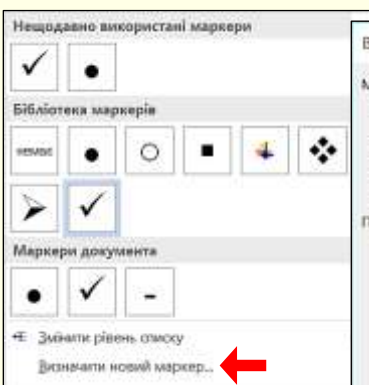 Нещодавно використані маркери
Бібліотека маркерів
немає
Маркери документа
Змінити рівень списку
Визначити новий маркер...